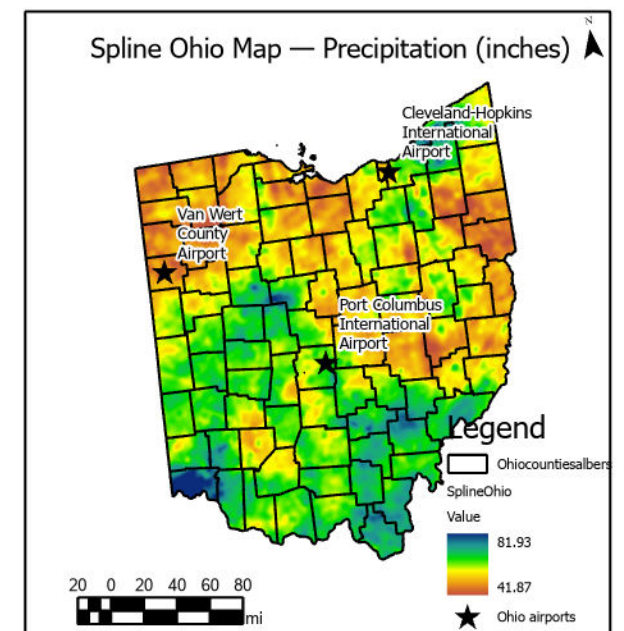 N
Spline Ohio Map — Precipitation (inches)
Cleveland-Hopkins
International
Airport
Van Wert
County
Airport
Port Columbus
International
Airport
Legend
Ohiocountiesalbers
SplineOhio
Value
81.93
41.87
Ohio airports
20 0 20 40 60 80
mi